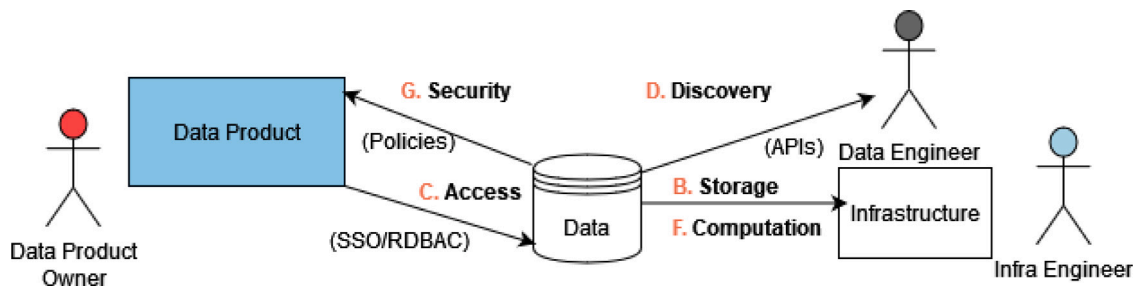 G. Security
D. Discovery
Data Product
(Policies)
(APIs)
Data Engineer
C. Access
B. Storage
Data
Infrastructure
(SSO/RDBAC)
F. Computation
Data Product
Owner
Infra Engineer